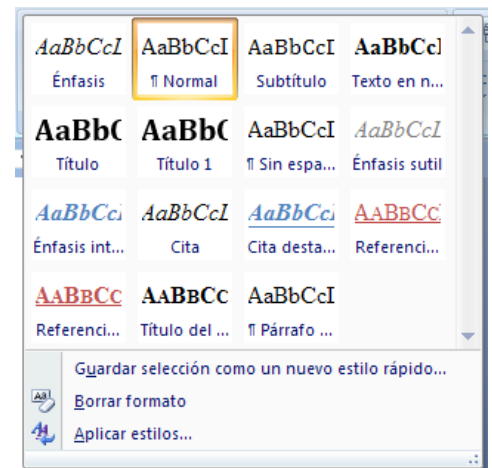 AaBbCcI AaBbCcI AaBbCcI AaBbCcI
Énfasis ¶ Normal Subtítulo Texto en n...
AaBb( AaBb( AaBbCcI AaBbCcI
Título Título 1 ¶ Sin espa... Énfasis sutil
AaBbCcI AaBbCcI AaBbCcI AABBCC
Énfasis int... Cita Cita desta... Referenci...
AABBCC AABBCC AaBbCcI
Referenci... Título del ... ¶ Párrafo ...
Guardar selección como un nuevo estilo rápido...
Borrar formato
Aplicar estilos...